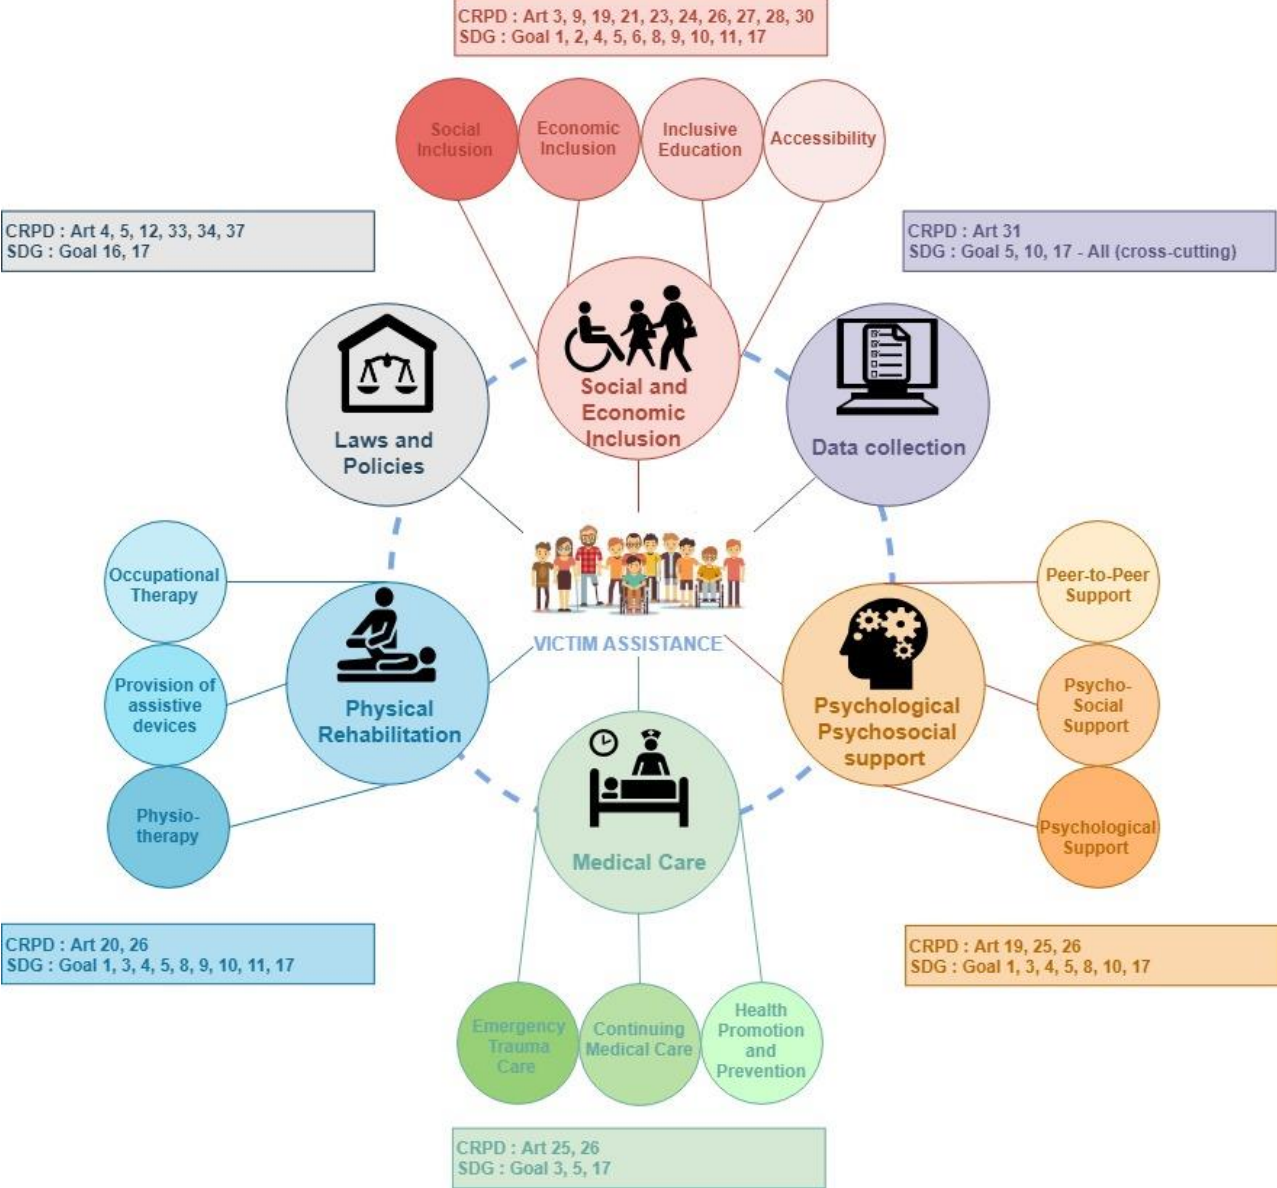 CRPD : Art 3, 9, 19, 21, 23, 24, 26, 27, 28, 30
SDG : Goal 1, 2, 4, 5, 6, 8, 9, 10, 11, 17
Social
Inclusion
Economic
Inclusion
Inclusive
Education
Accessibility
CRPD : Art 4, 5, 12, 33, 34, 37
SDG : Goal 16, 17
CRPD : Art 31
SDG : Goal 5, 10, 17 - All (cross-cutting)
Social and
Economic
Inclusion
Laws and
Policies
Data collection
VICTIM ASSISTANCE
Occupational
Therapy
Provision of
assistive
devices
Physio-
therapy
Physical
Rehabilitation
Psychological
Psychosocial
support
Peer-to-Peer
Support
Psycho-
Social
Support
Psychological
Support
Medical Care
CRPD : Art 20, 26
SDG : Goal 1, 3, 4, 5, 8, 9, 10, 11, 17
CRPD : Art 19, 25, 26
SDG : Goal 1, 3, 4, 5, 8, 10, 17
Emergency
Trauma
Care
Continuing
Medical Care
Health
Promotion
and
Prevention
CRPD : Art 25, 26
SDG : Goal 3, 5, 17